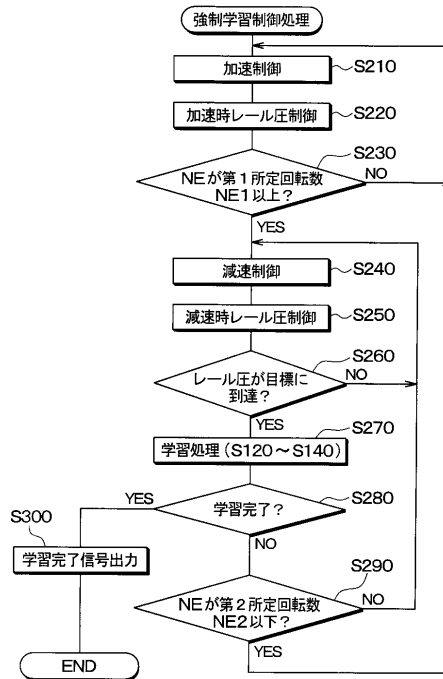 強制学習制御処理
加速制御
S210
加速時レール圧制御
S220
S230
NEが第1所定回転数
NE1以上?
NO
YES
減速制御
S240
減速時レール圧制御
S250
S260
レール圧が目標に
到達?
NO
YES
S270
学習処理(S120~S140)
YES
S280
学習完了?
S300
NO
学習完了信号出力
S290
NEが第2所定回転数
NE2以下?
NO
YES
END